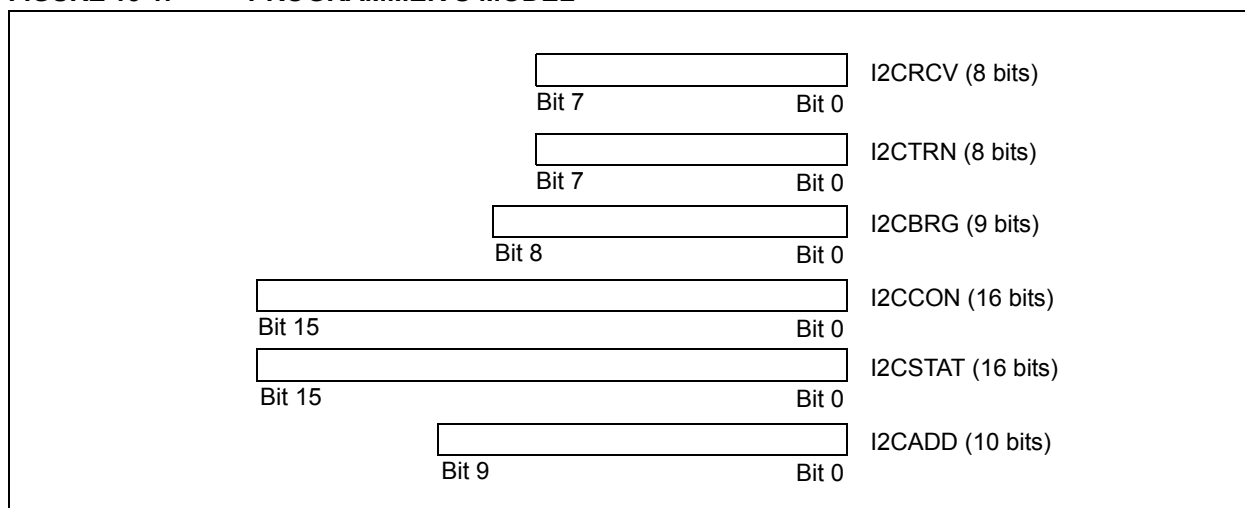 I2CRCV (8 bits)
Bit 7 Bit 0
I2CTRN (8 bits)
Bit 7 Bit 0
I2CBRG (9 bits)
Bit 8 Bit 0
I2CCON (16 bits)
Bit 15 Bit 0
I2CSTAT (16 bits)
Bit 15 Bit 0
I2CADD (10 bits)
Bit 9 Bit 0